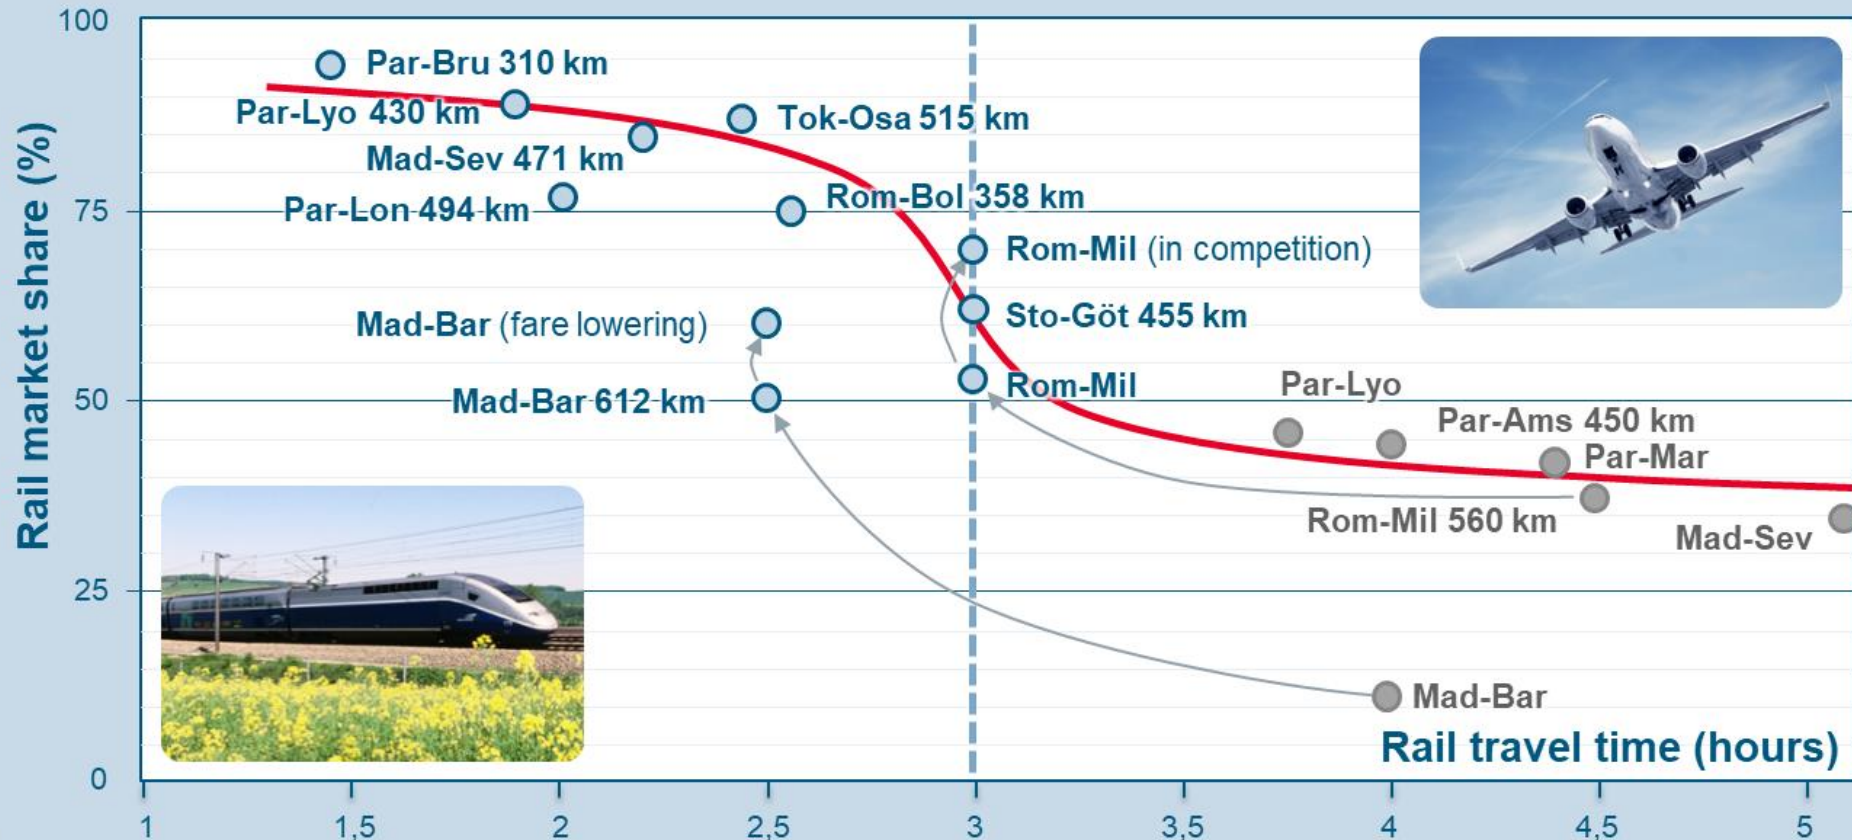 Rail market share (%)
100
75
50
25
0
Par-Bru 310 km
Par-Lyo 430 km
Tok-Osa 515 km
Mad-Sev 471 km
Par-Lon 494 km
Rom-Bol 358 km
Rom-Mil (in competition)
Sto-Göt 455 km
Mad-Bar (fare lowering)
Rom-Mil
Mad-Bar 612 km
Par-Lyo
Par-Ams 450 km
Par-Mar
Rom-Mil 560 km
Mad-Sev
Mad-Bar
Rail travel time (hours)
1 1,5 2 2,5 3 3,5 4 4,5 5